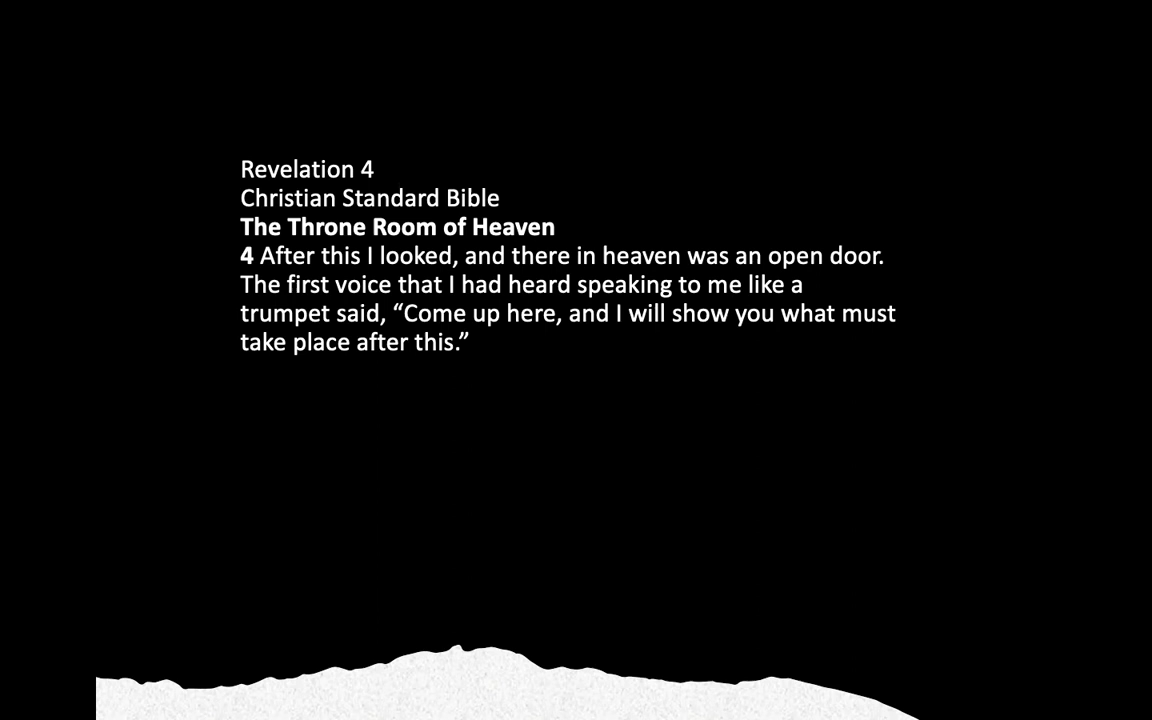 Revelation 4
Christian Standard Bible
The Throne Room of Heaven
4 After this I looked, and there in heaven was an open door.
The first voice that I had heard speaking to me like a
trumpet said, “Come up here, and I will show you what must
take place after this.”